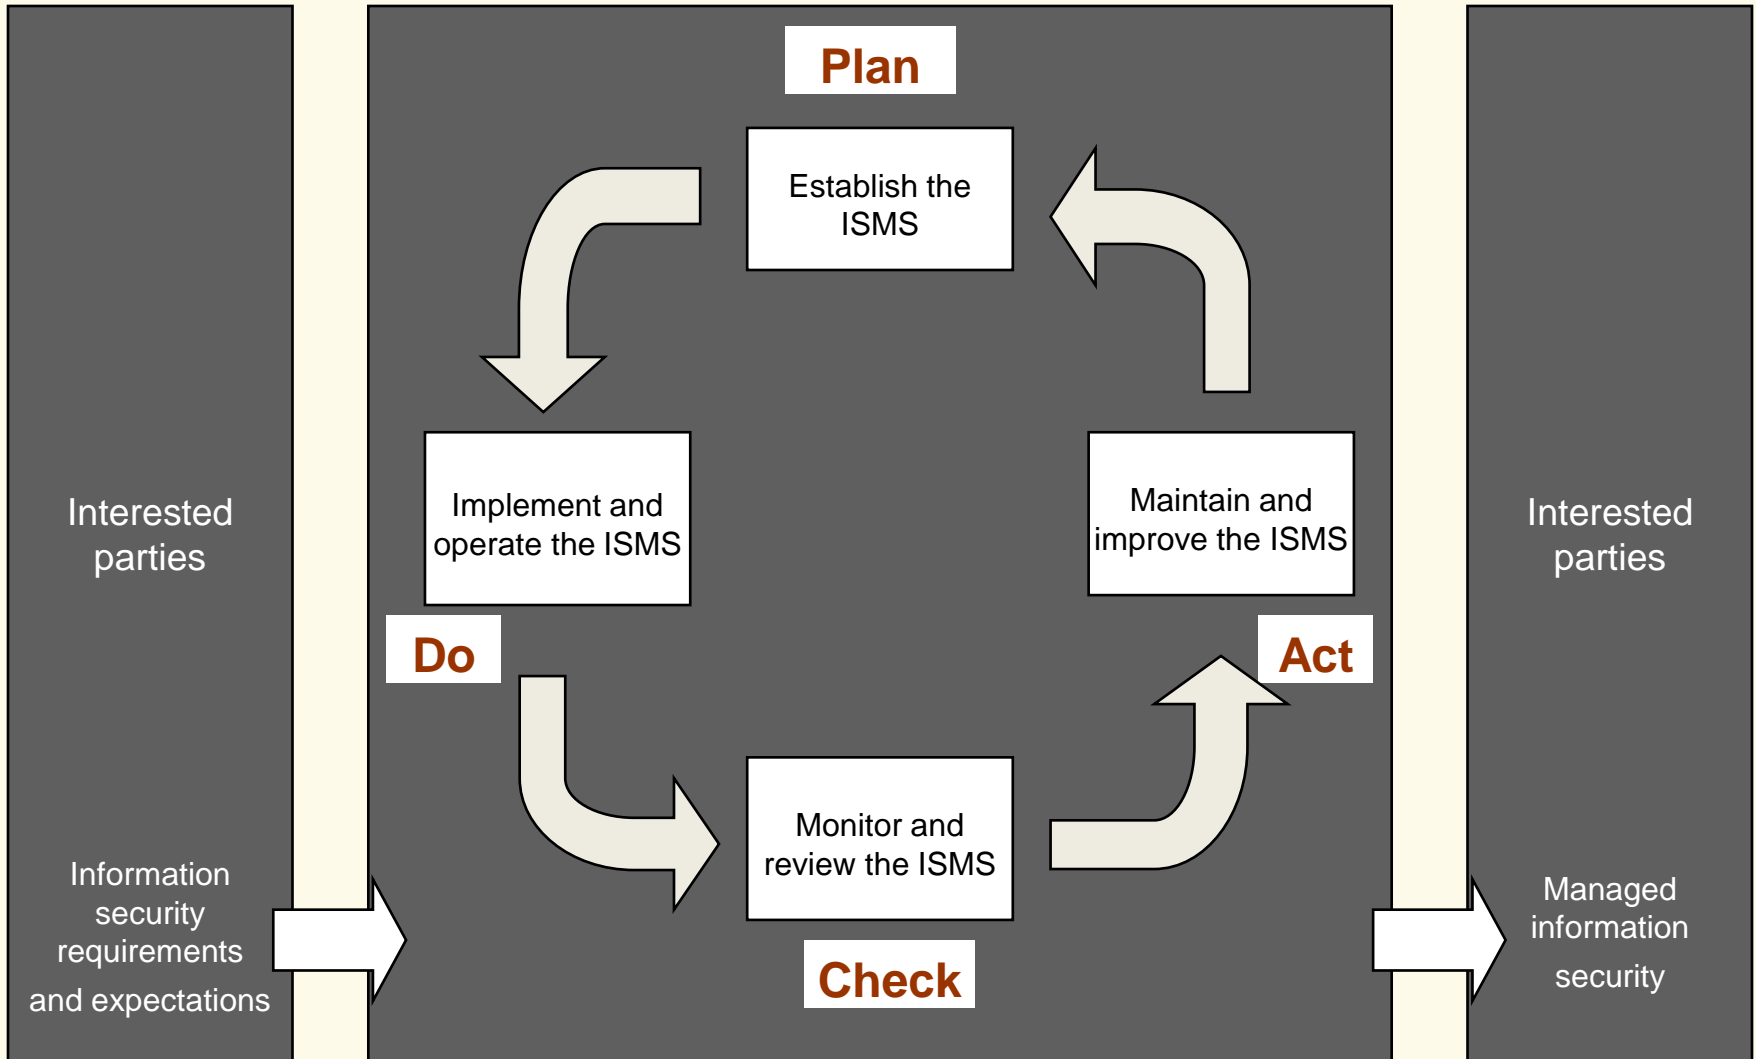 Plan
Establish the
ISMS
Interested
parties
Implement and
operate the ISMS
Maintain and
improve the ISMS
Interested
parties
Do
Act
Monitor and
review the ISMS
Information
security
requirements
and expectations
Managed
information
security
Check